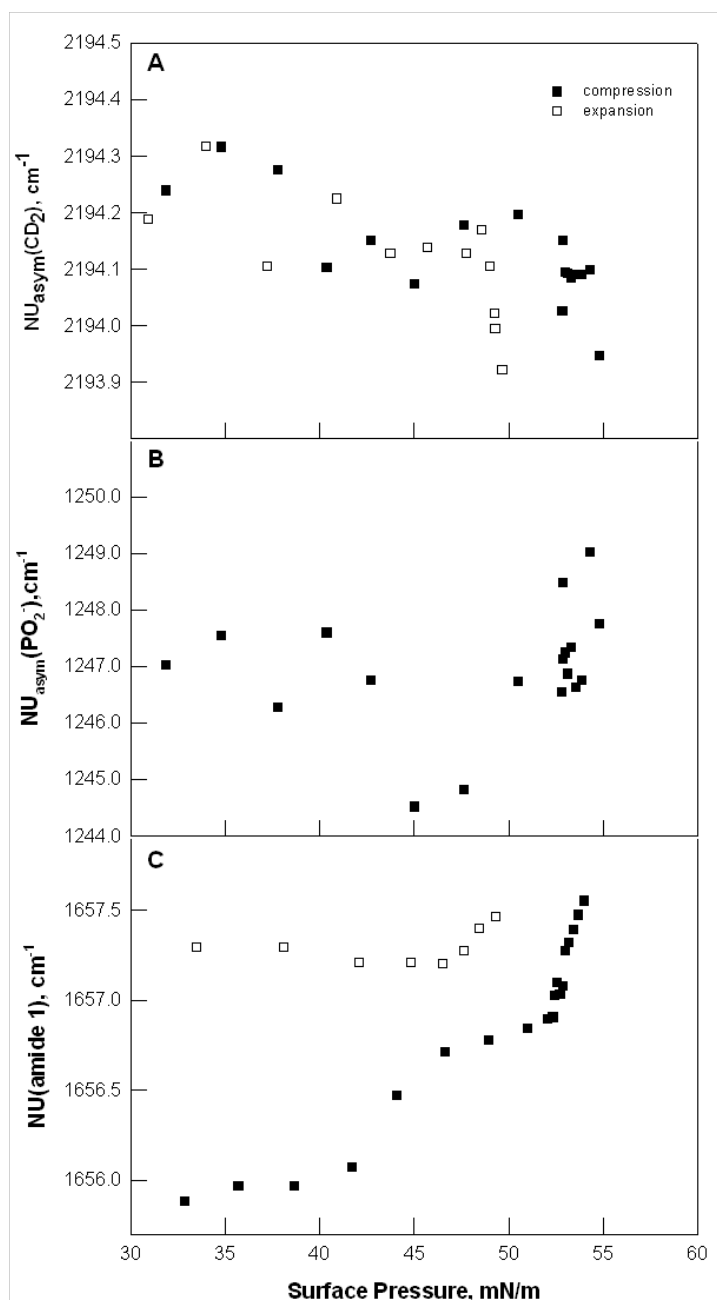 A
2194.5
2194.4
2194.3
2194.2
2194.1
2194.0
2193.9
NUasym(CD2), cm-1
compression
expansion
B
1250.0
1249.0
1248.0
1247.0
1246.0
1245.0
1244.0
NUasym(PO2-),cm-1
C
1657.5
1657.0
1656.5
1656.0
NU(amide 1), cm-1
30 35 40 45 50 55 60
Surface Pressure, mN/m